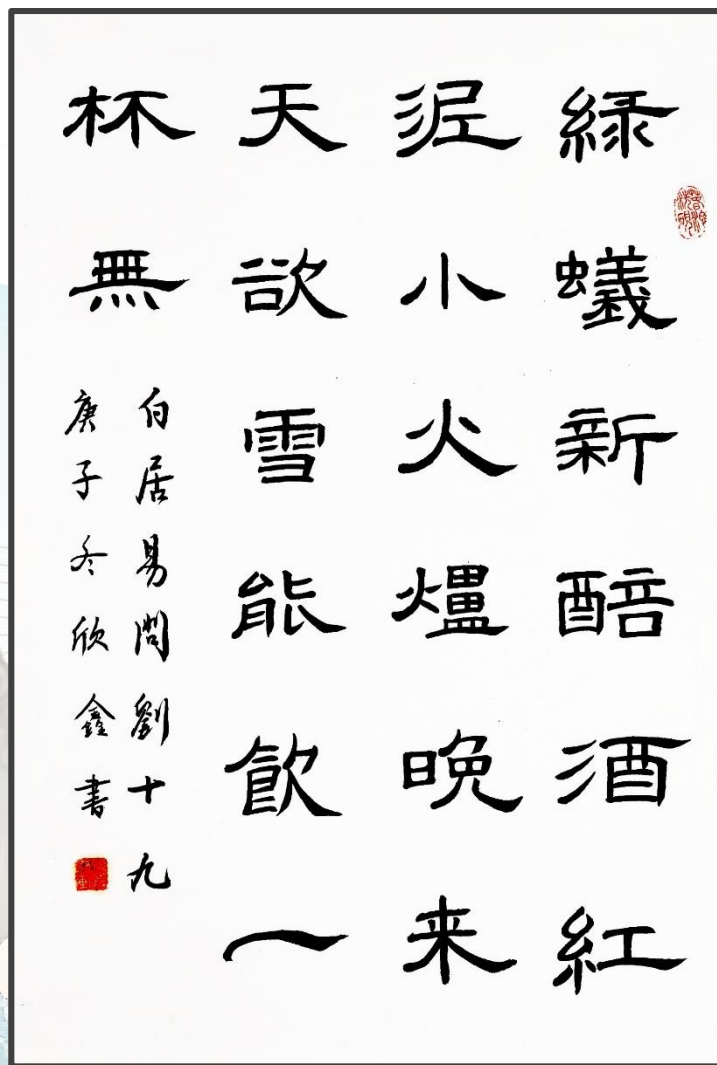 緑蟻新醅酒紅
泥小火爐晚来
天欲雪能飲一
杯無
白居易問劉十九
庚子冬欣鑫書